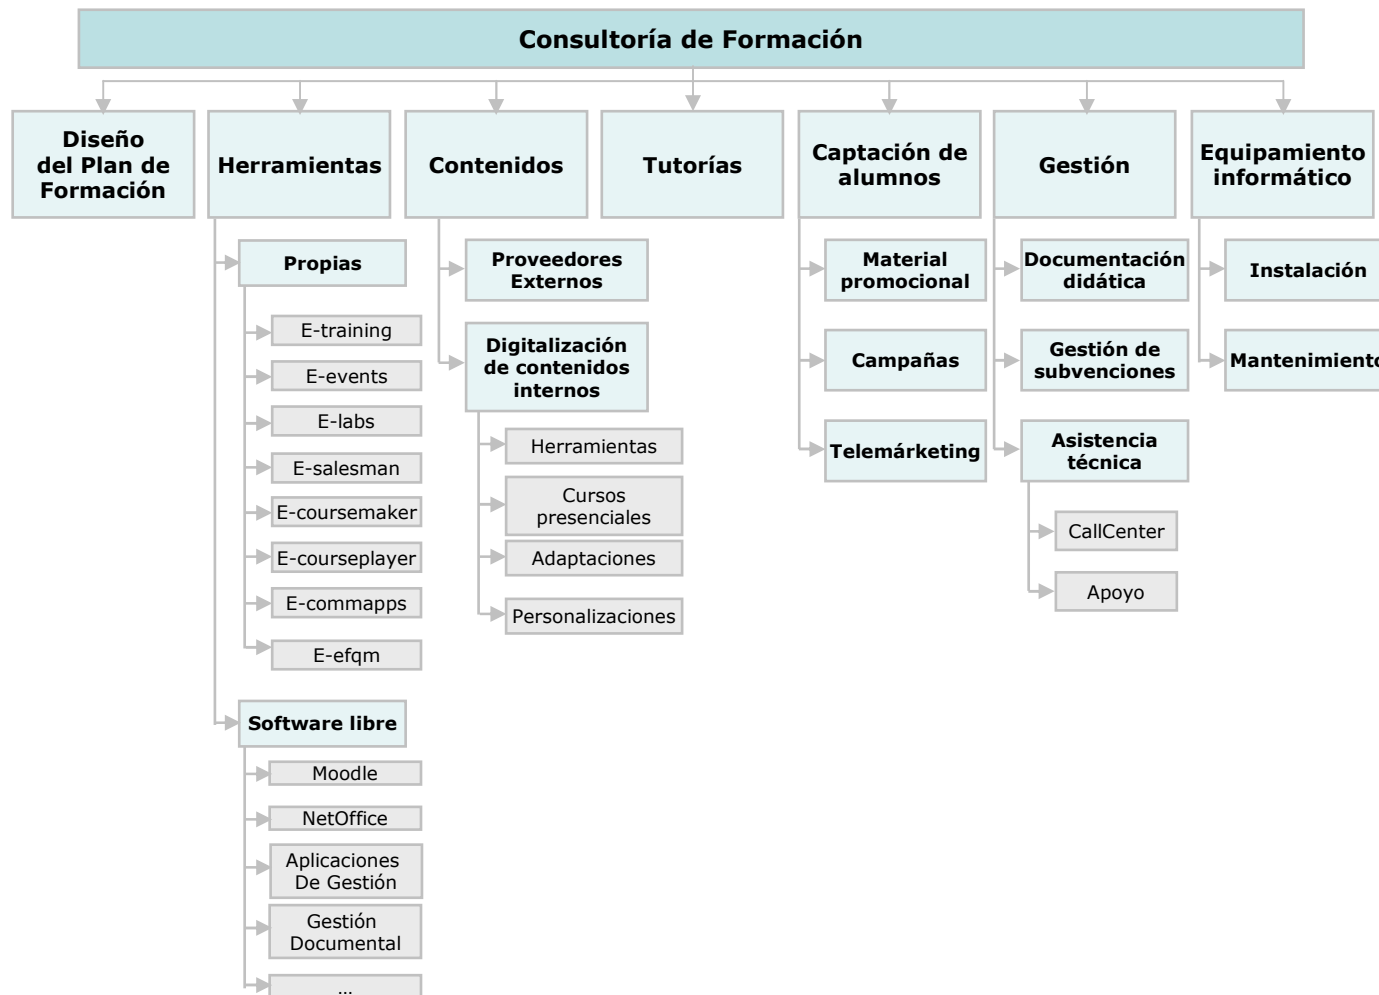 Consultoría de Formación
Diseño
del Plan de
Formación
Herramientas
Contenidos
Tutorías
Captación de
alumnos
Gestión
Equipamiento
informático
Propias
E-training
E-events
E-labs
E-salesman
E-coursemaker
E-courseplayer
E-commapps
E-efqm
Software libre
Moodle
NetOffice
Aplicaciones
De Gestión
Gestión
Documental
...
Proveedores
Externos
Digitalización
de contenidos
internos
Herramientas
Cursos
presenciales
Adaptaciones
Personalizaciones
Material
promocional
Campañas
Telemárketing
Documentación
didática
Gestión de
subvenciones
Asistencia
técnica
CallCenter
Apoyo
Instalación
Mantenimiento